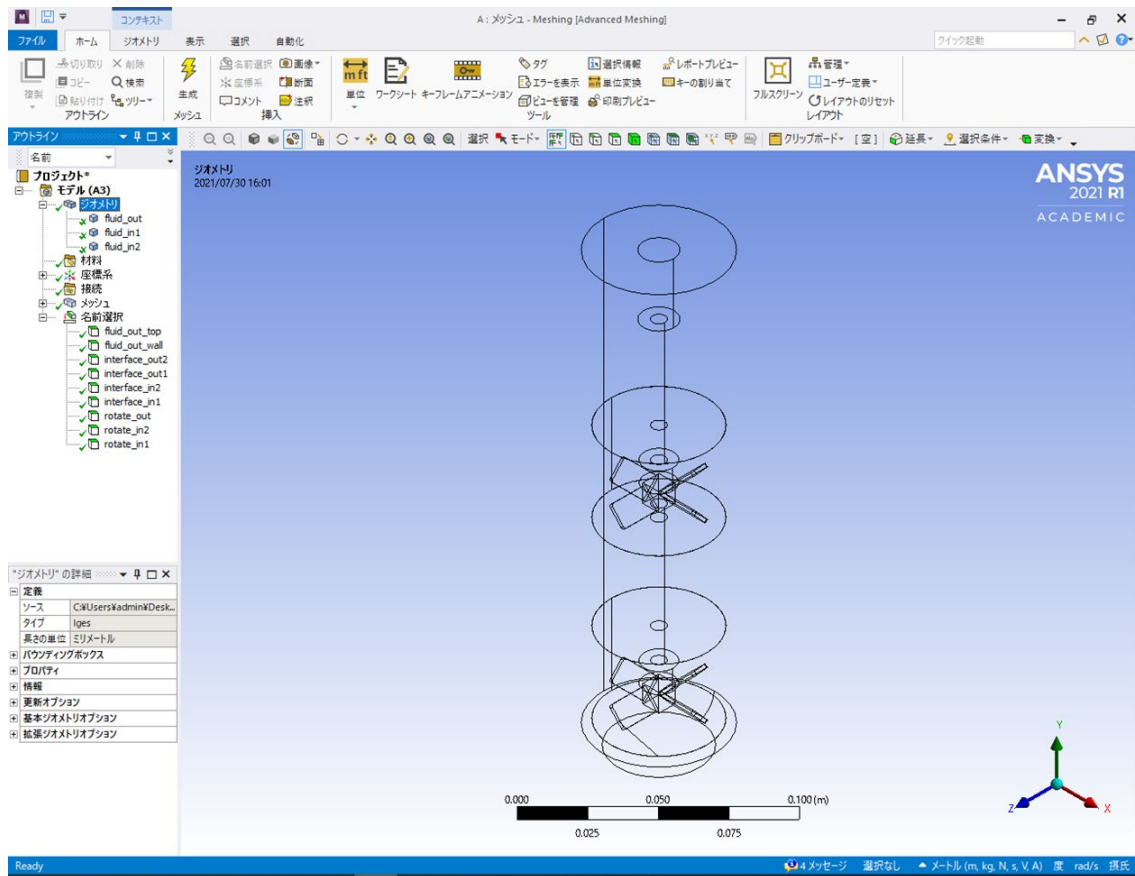 A : メッシュ - Meshing [Advanced Meshing]
コンテキスト
ファイル ホーム ジオメトリ 表示 選択 自動化
クイック起動
複製
切り取り × 削除
コピー 検索
貼り付け ツリー
アウトライン
生成
メッシュ
名前選択 画像
座標系 断面
コメント 注釈
挿入
単位 ワークシート キーフレームアニメーション
タグ 選択情報 レポートプレビュー
エラーを表示 単位変換 キーの割り当て
ビューを管理 印刷プレビュー
ツール
フルスクリーン
管理
ユーザー定義
レイアウトのリセット
レイアウト
アウトライン
選択 モード クリップボード [空] 延長 選択条件 変換
名前
プロジェクト*
モデル (A3)
ジオメトリ
fluid_out
fluid_in1
fluid_in2
材料
座標系
接続
メッシュ
名前選択
fluid_out_top
fluid_out_wall
interface_out2
interface_out1
interface_in2
interface_in1
rotate_out
rotate_in2
rotate_in1
ジオメトリ
2021/07/30 16:01
ANSYS
2021 R1
ACADEMIC
"ジオメトリ" の詳細
定義
ソース C:¥Users¥admin¥Desk...
タイプ Iges
長さの単位 ミリメートル
バウンディングボックス
プロパティ
情報
更新オプション
基本ジオメトリオプション
拡張ジオメトリオプション
0.000 0.050 0.100 (m)
0.025 0.075
Y
Z X
Ready
4 メッセージ 選択なし メートル (m, kg, N, s, V, A) 度 rad/s 摂氏